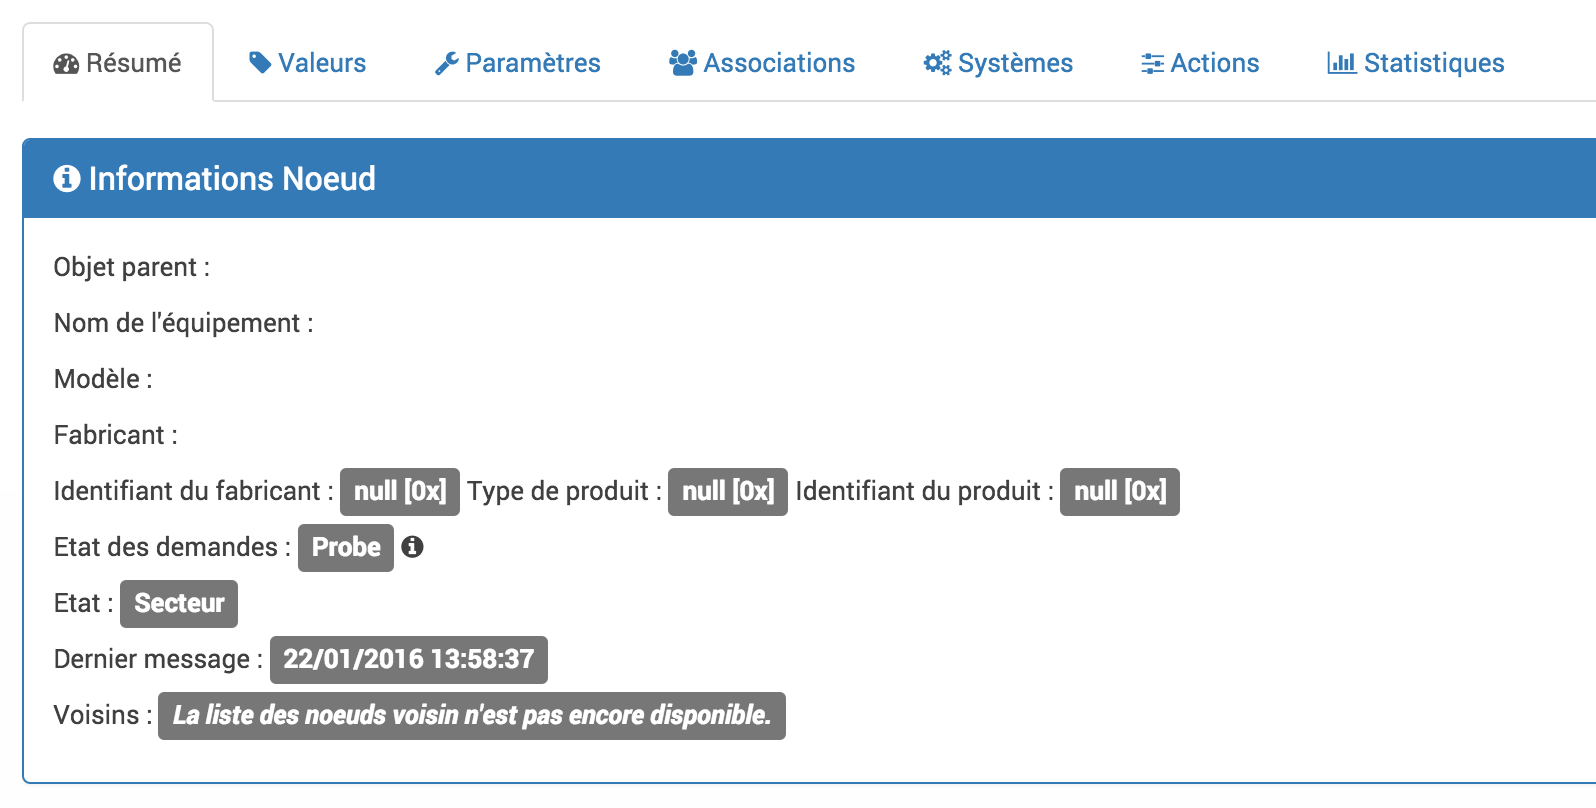 Résumé Valeurs Paramètres Associations Systèmes Actions Statistiques
Informations Noeud
Objet parent :
Nom de l'équipement :
Modèle :
Fabricant :
Identifiant du fabricant : null [0x] Type de produit : null [0x] Identifiant du produit : null [0x]
Etat des demandes : Probe
Etat : Secteur
Dernier message : 22/01/2016 13:58:37
Voisins : La liste des noeuds voisin n'est pas encore disponible.